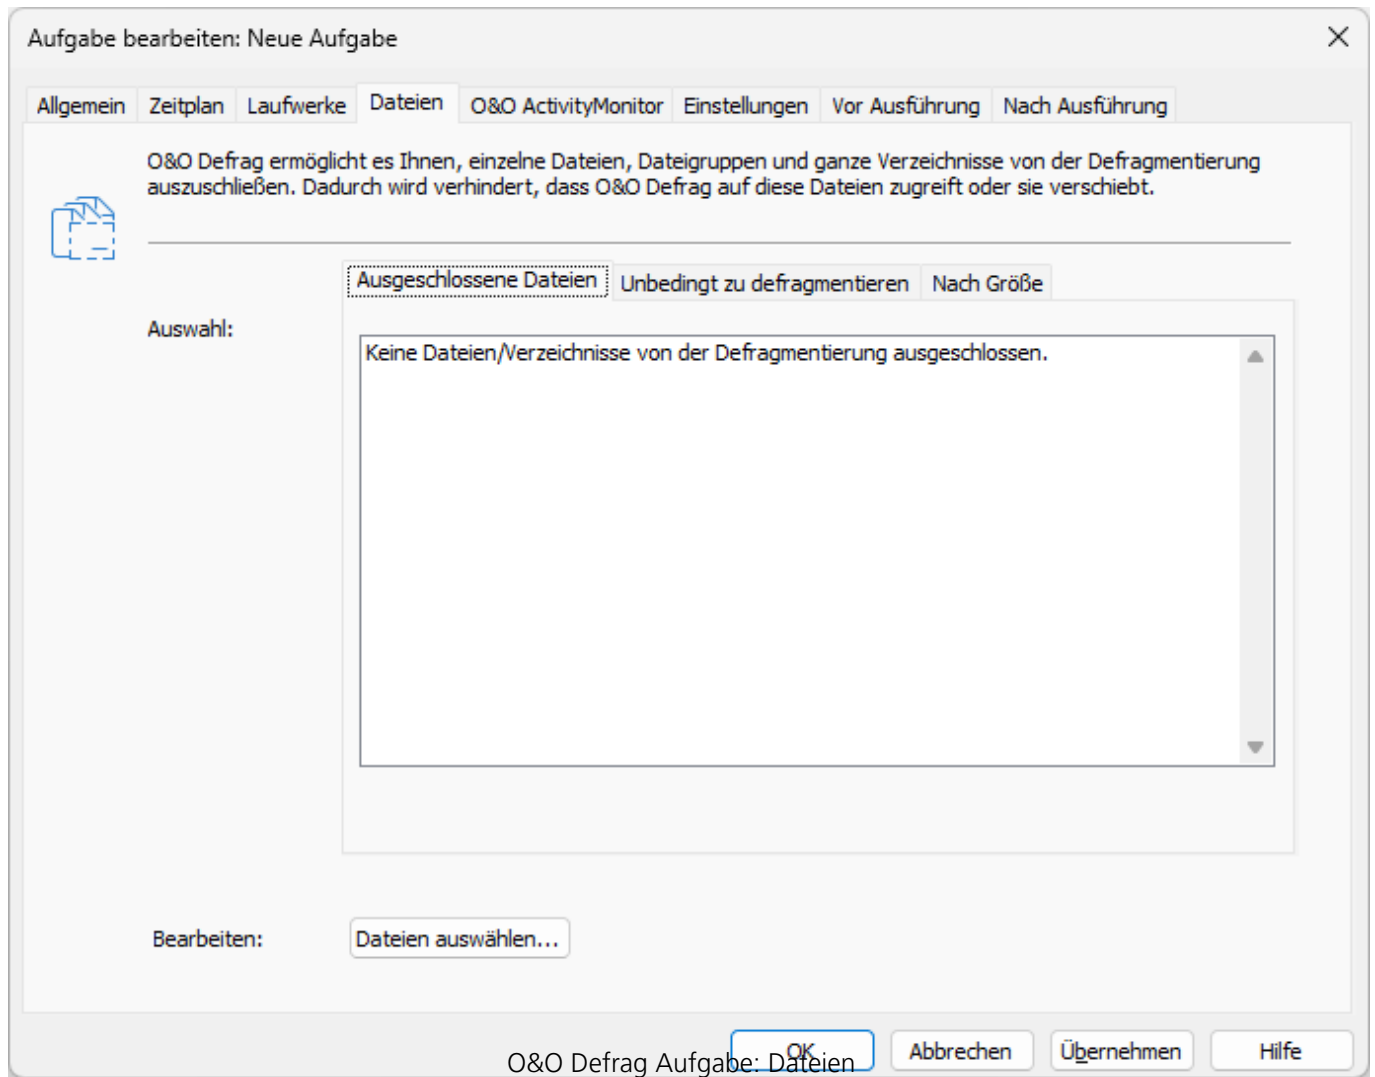 Aufgabe bearbeiten: Neue Aufgabe
Allgemein Zeitplan Laufwerke Dateien O&O ActivityMonitor Einstellungen Vor Ausführung Nach Ausführung
O&O Defrag ermöglicht es Ihnen, einzelne Dateien, Dateigruppen und ganze Verzeichnisse von der Defragmentierung
auszuschließen. Dadurch wird verhindert, dass O&O Defrag auf diese Dateien zugreift oder sie verschiebt.
Ausgeschlossene Dateien Unbedingt zu defragmentieren Nach Größe
Auswahl:
Keine Dateien/Verzeichnisse von der Defragmentierung ausgeschlossen.
Bearbeiten: Dateien auswählen...
OK Abbrechen Übernehmen Hilfe
O&O Defrag Aufgabe: Dateien